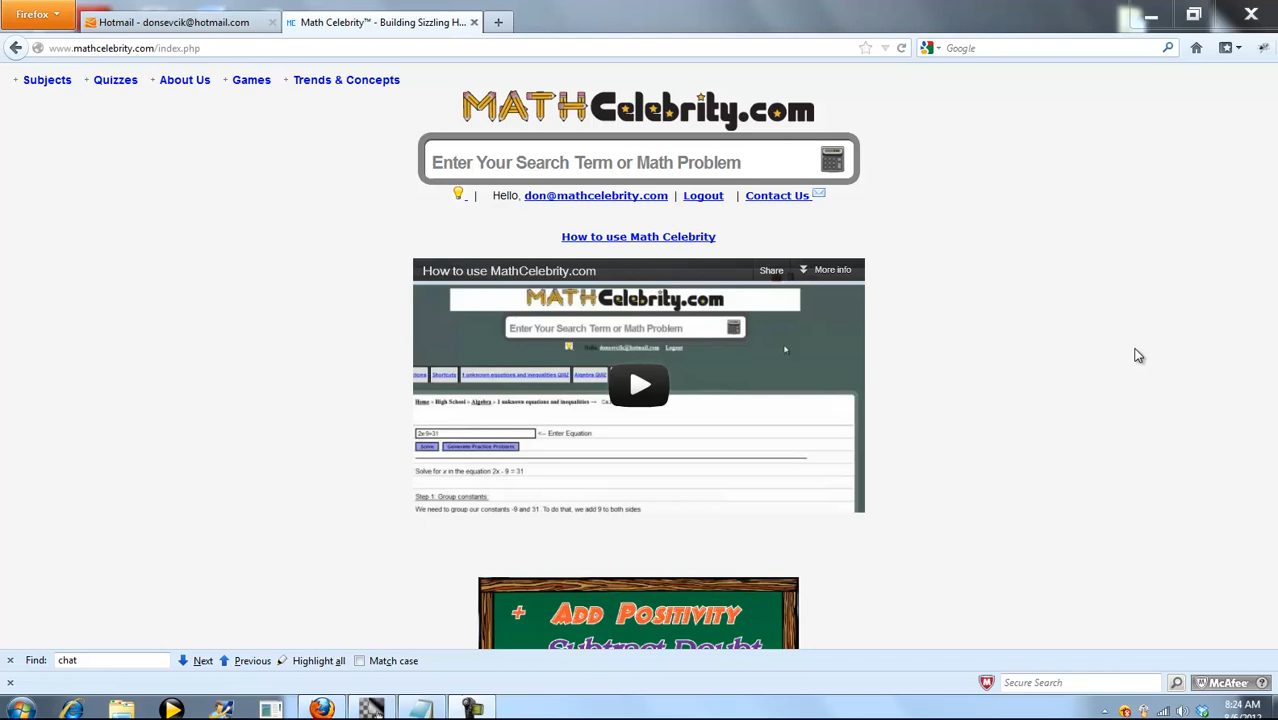 Firefox
Hotmail - donsevcik@hotmail.com
Math Celebrity™ - Building Sizzling H...
www.mathcelebrity.com/index.php
Google
Subjects Quizzes About Us Games Trends & Concepts
MATHCelebrity.com
Enter Your Search Term or Math Problem
| Hello, don@mathcelebrity.com | Logout | Contact Us
How to use Math Celebrity
How to use MathCelebrity.com Share More info
MATHCelebrity.com
Enter Your Search Term or Math Problem
donsevcik@hotmail.com Logout
Shortcuts 1 unknown equations and inequalities QUIZ Algebra QUIZ
Home > High School > Algebra > 1 unknown equations and inequalities
2x-9=31 <-- Enter Equation
Solve Generate Practice Problem
Solve for x in the equation 2x - 9 = 31
Step 1: Group constants:
We need to group our constants -9 and 31. To do that, we add 9 to both sides
+ Add Positivity
Subtract Doubt
Find: chat Next Previous Highlight all Match case
Secure Search McAfee
8:24 AM
8/6/2012